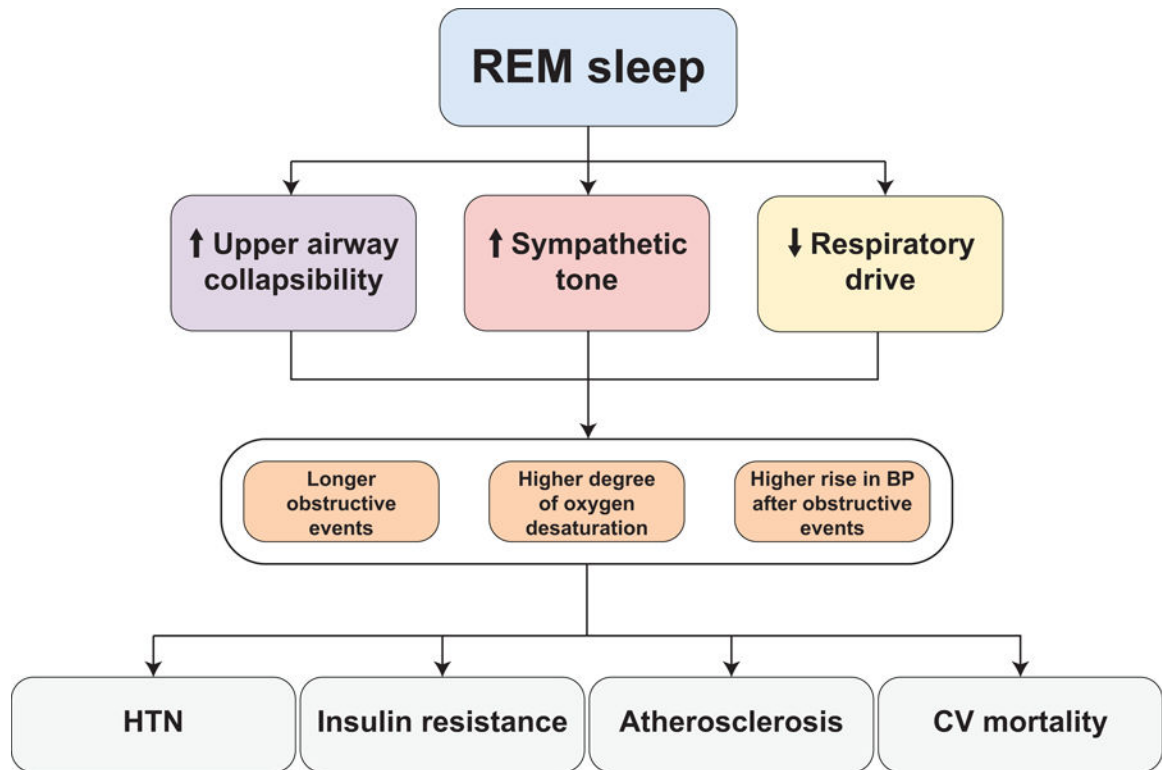 REM sleep
↑ Upper airway
collapsibility
↑ Sympathetic
tone
↓ Respiratory
drive
Longer
obstructive
events
Higher degree
of oxygen
desaturation
Higher rise in BP
after obstructive
events
HTN
Insulin resistance
Atherosclerosis
CV mortality